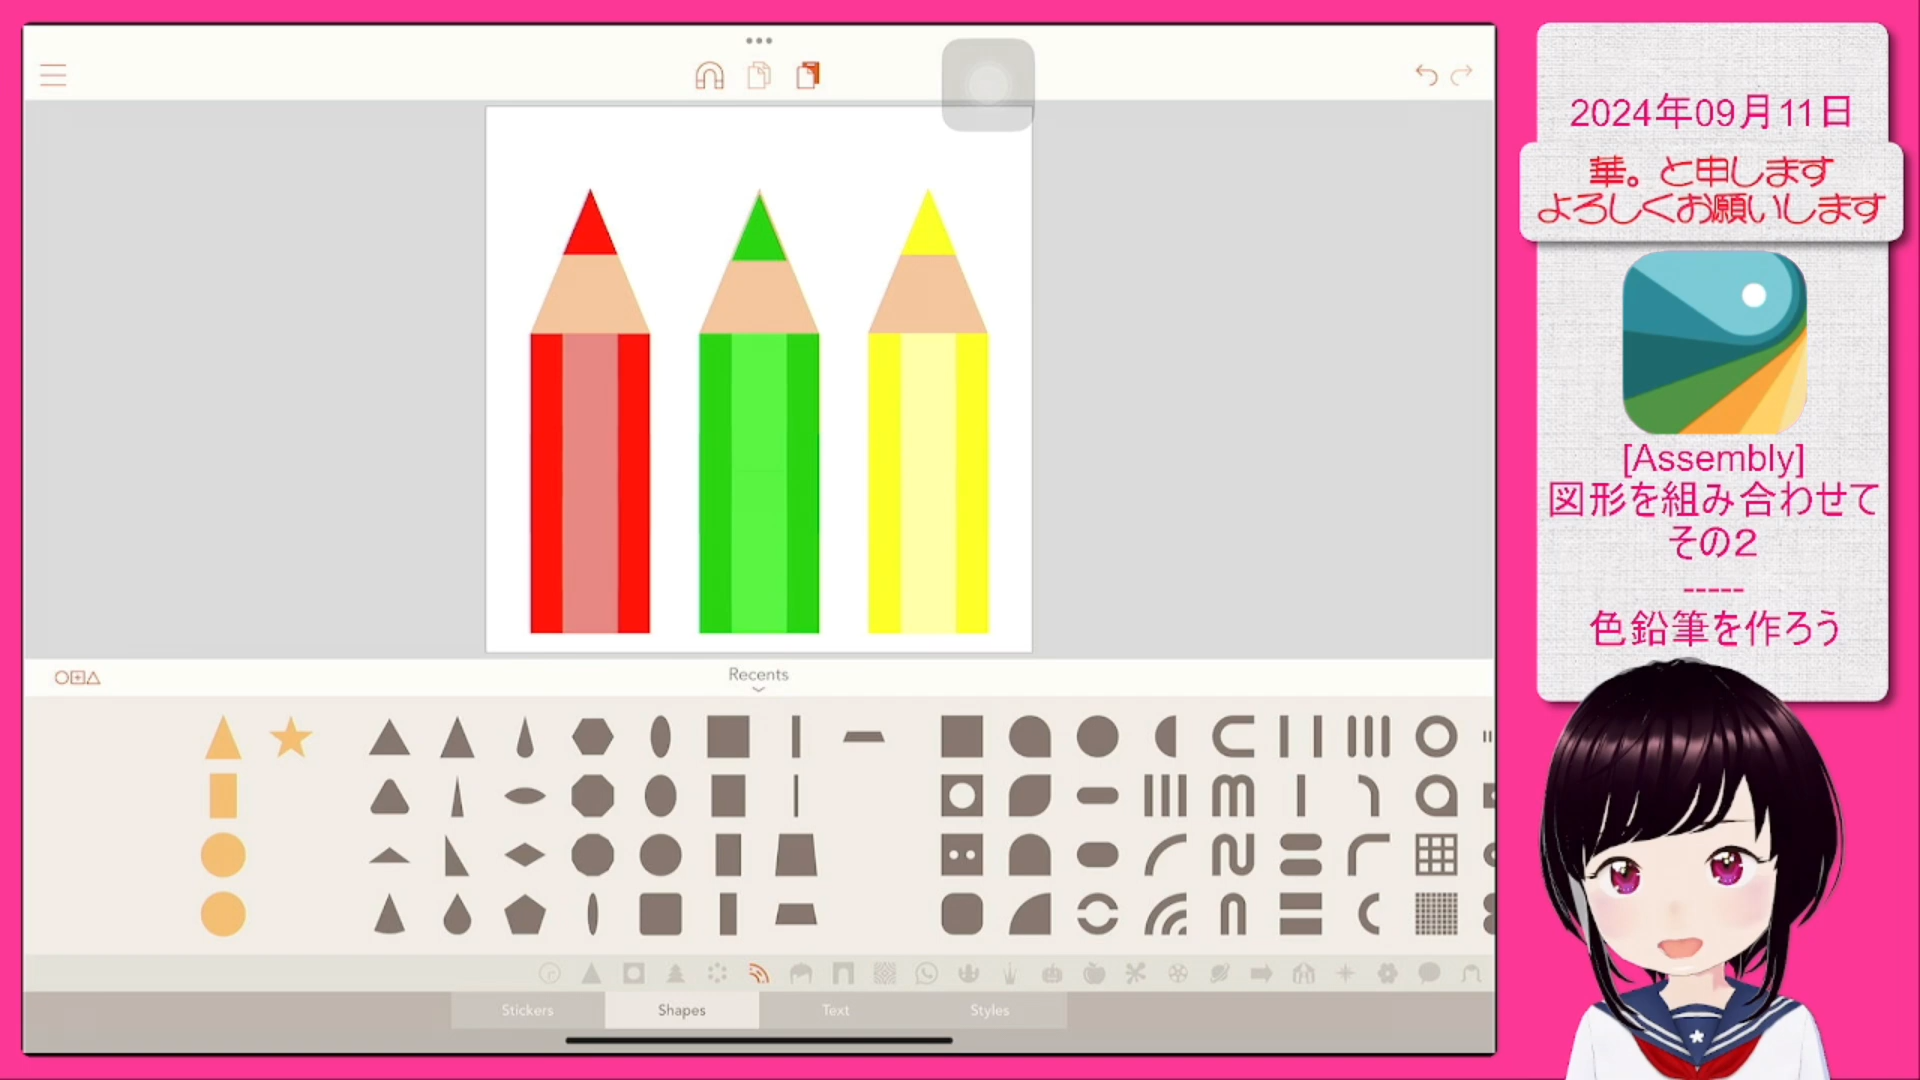 2024年09月11日
華。と申します
よろしくお願いします
[Assembly]
図形を組み合わせて
その2
-----
色鉛筆を作ろう
Recents
Stickers
Shapes
Text
Styles